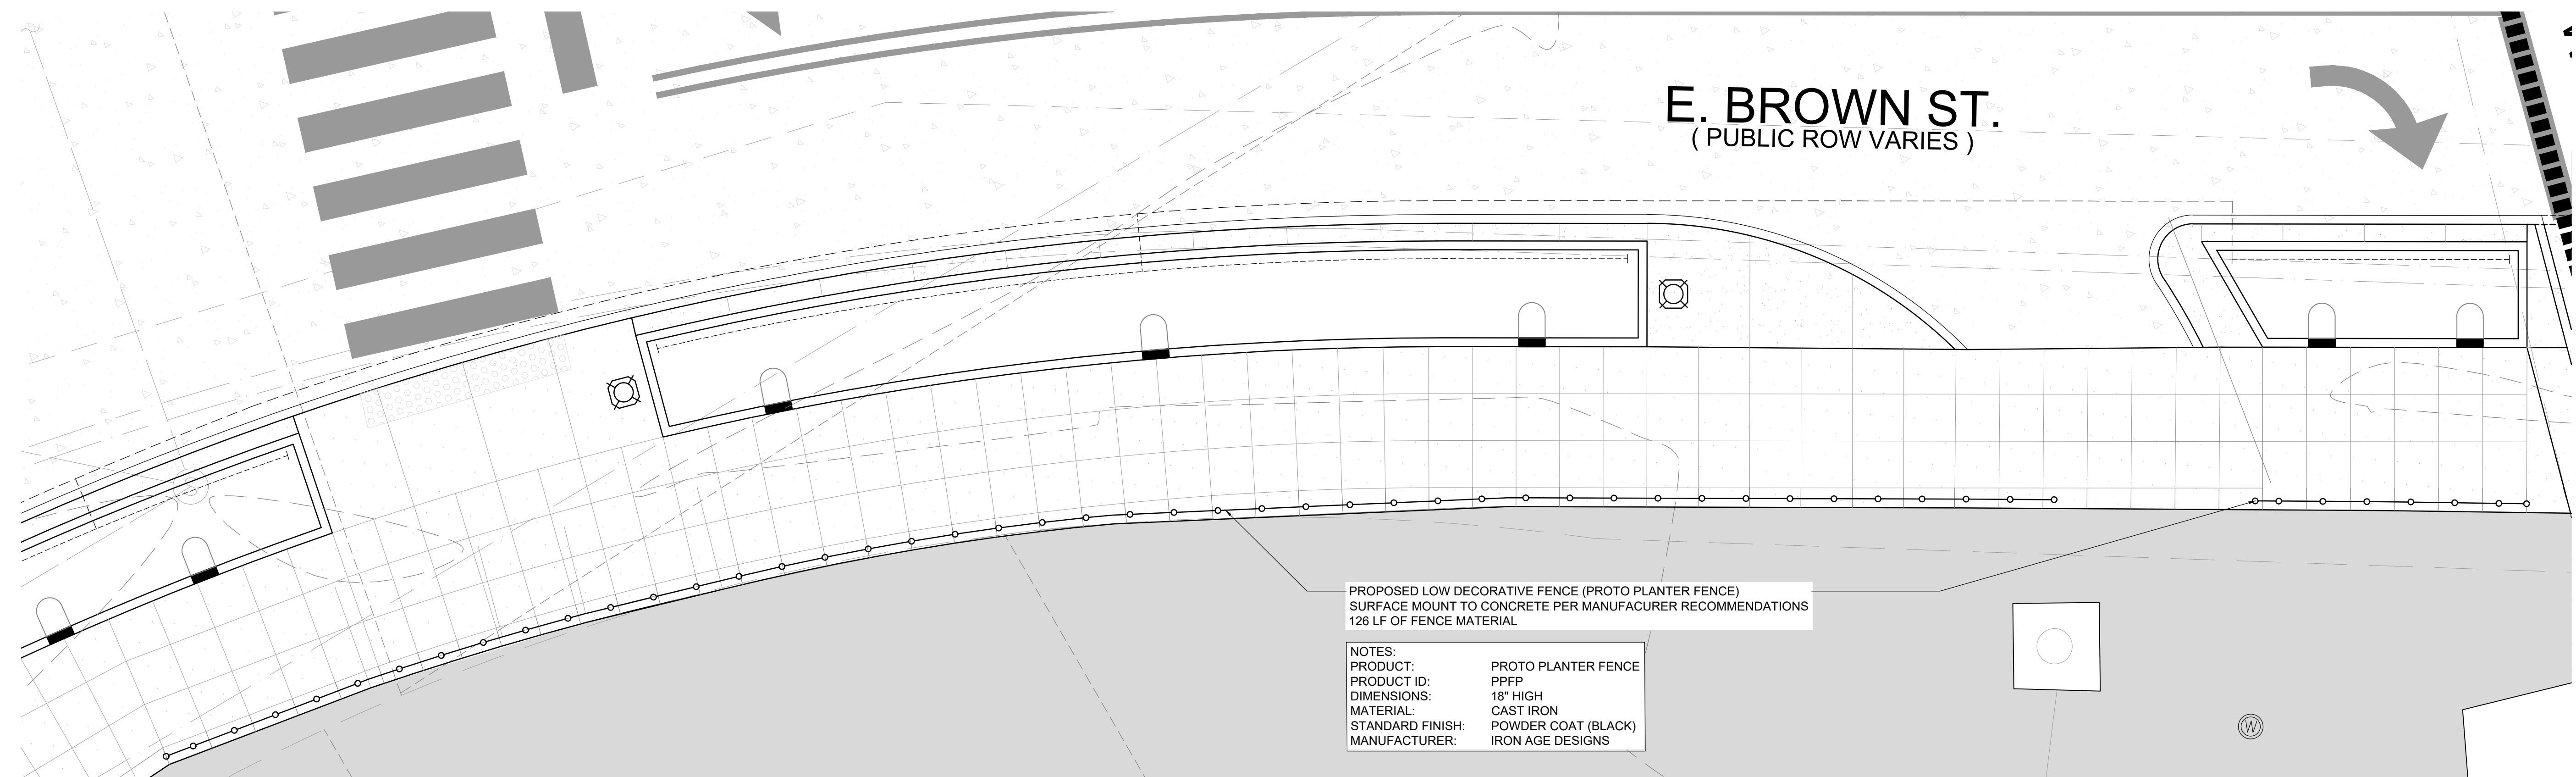 E. BROWN ST.
( PUBLIC ROW VARIES )
PROPOSED LOW DECORATIVE FENCE (PROTO PLANTER FENCE)
SURFACE MOUNT TO CONCRETE PER MANUFACURER RECOMMENDATIONS
126 LF OF FENCE MATERIAL
NOTES:
PRODUCT: PROTO PLANTER FENCE
PRODUCT ID: PPFP
DIMENSIONS: 18" HIGH
MATERIAL: CAST IRON
STANDARD FINISH: POWDER COAT (BLACK)
MANUFACTURER: IRON AGE DESIGNS
W